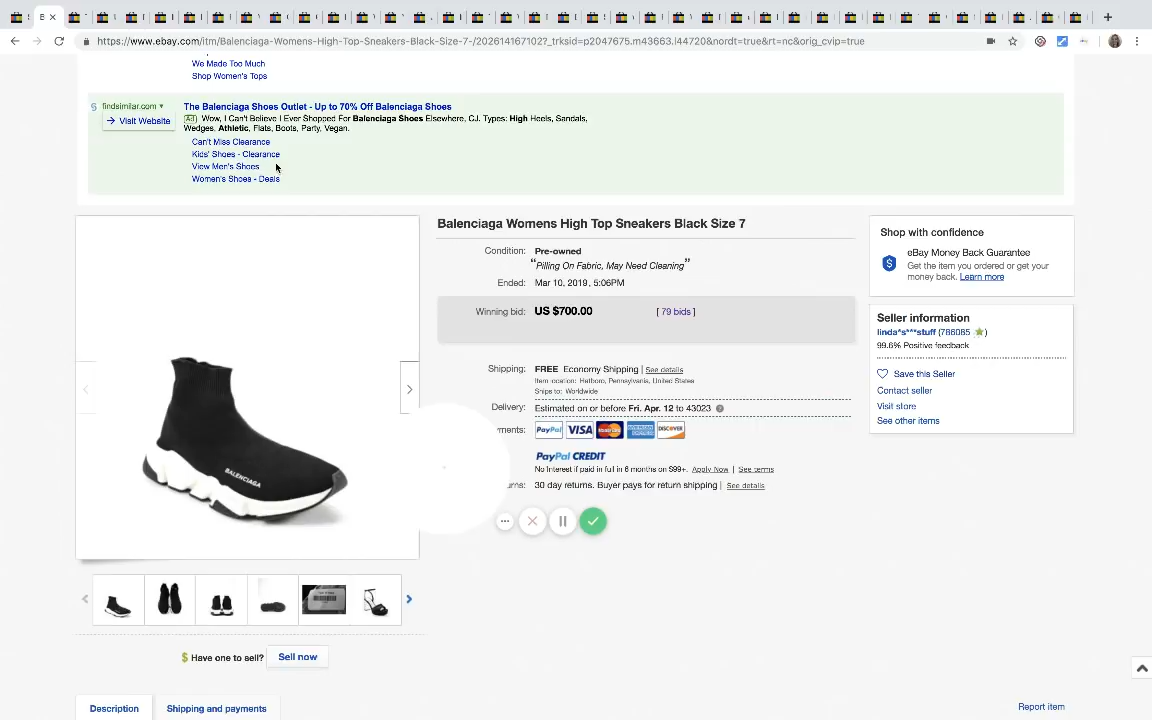 https://www.ebay.com/itm/Balenciaga-Womens-High-Top-Sneakers-Black-Size-7-/202614167102?_trksid=p2047675.m43663.l44720&nordt=true&rt=nc&orig_cvip=true
We Made Too Much
Shop Women's Tops
findsimilar.com
The Balenciaga Shoes Outlet - Up to 70% Off Balenciaga Shoes
Visit Website
Ad Wow, I Can't Believe I Ever Shopped For Balenciaga Shoes Elsewhere, CJ. Types: High Heels, Sandals,
Wedges, Athletic, Flats, Boots, Party, Vegan.
Can't Miss Clearance
Kids' Shoes - Clearance
View Men's Shoes
Women's Shoes - Deals
Balenciaga Womens High Top Sneakers Black Size 7
Condition: Pre-owned
"Pilling On Fabric, May Need Cleaning"
Ended: Mar 10, 2019, 5:06PM
Winning bid: US $700.00 [ 79 bids ]
Shipping: FREE Economy Shipping | See details
Item location: Hatboro, Pennsylvania, United States
Ships to: Worldwide
Delivery: Estimated on or before Fri. Apr. 12 to 43023
PayPal VISA MasterCard AMERICAN EXPRESS DISCOVER
PayPal CREDIT
No Interest if paid in full in 6 months on $99+. Apply Now | See terms
30 day returns. Buyer pays for return shipping | See details
Shop with confidence
eBay Money Back Guarantee
Get the item you ordered or get your
money back. Learn more
Seller information
linda*s***stuff (786085)
99.6% Positive feedback
Save this Seller
Contact seller
Visit store
See other items
BALENCIAGA
$ Have one to sell? Sell now
Description
Shipping and payments
Report item